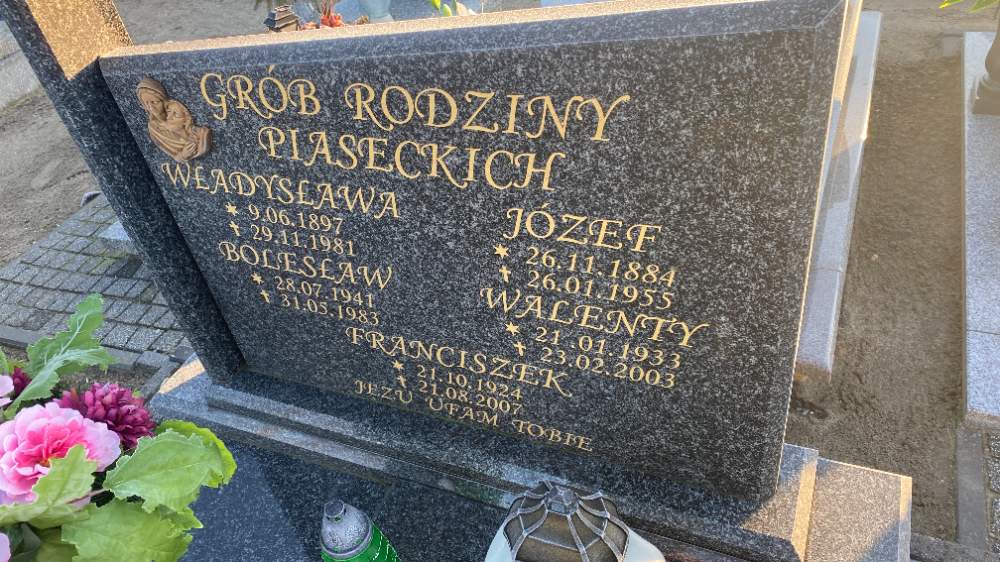 GRÓB RODZINY
PIASECKICH
WŁADYSŁAWA
* 9.06.1897
✝ 29.11.1981
BOLESŁAW
* 28.07.1941
✝ 31.05.1983
JÓZEF
* 26.11.1884
✝ 26.01.1955
WALENTY
* 21.01.1933
✝ 23.02.2003
FRANCISZEK
* 21.10.1924
✝ 21.08.2007
JEZU UFAM TOBIE